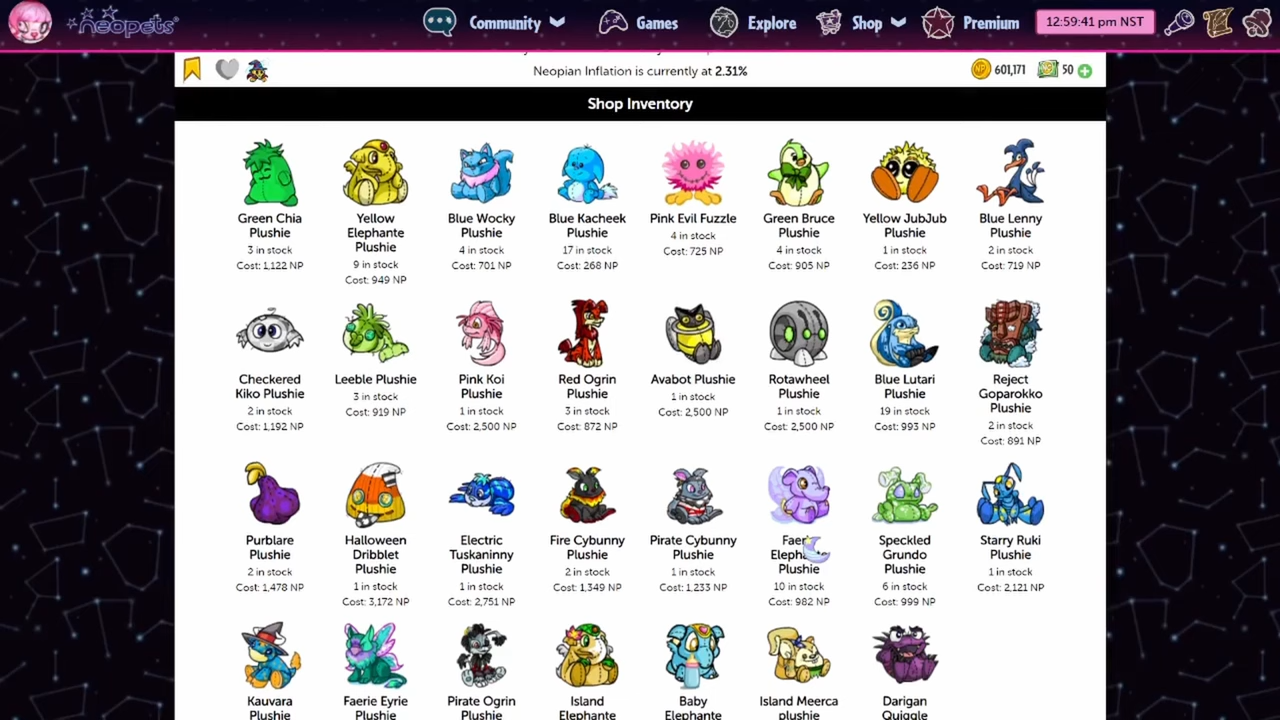 neopets
Community
Games
Explore
Shop
Premium
12:59:41 pm NST
Neopian Inflation is currently at 2.31%
NP
601,171
50
Shop Inventory
Green Chia
Plushie
3 in stock
Cost: 1,122 NP
Yellow
Elephante
Plushie
9 in stock
Cost: 949 NP
Blue Wocky
Plushie
4 in stock
Cost: 701 NP
Blue Kacheek
Plushie
17 in stock
Cost: 268 NP
Pink Evil Fuzzle
4 in stock
Cost: 725 NP
Green Bruce
Plushie
4 in stock
Cost: 905 NP
Yellow JubJub
Plushie
1 in stock
Cost: 236 NP
Blue Lenny
Plushie
2 in stock
Cost: 719 NP
Checkered
Kiko Plushie
2 in stock
Cost: 1,192 NP
Leeble Plushie
3 in stock
Cost: 919 NP
Pink Koi
Plushie
1 in stock
Cost: 2,500 NP
Red Ogrin
Plushie
3 in stock
Cost: 872 NP
Avabot Plushie
1 in stock
Cost: 2,500 NP
Rotawheel
Plushie
1 in stock
Cost: 2,500 NP
Blue Lutari
Plushie
19 in stock
Cost: 993 NP
Reject
Goparokko
Plushie
2 in stock
Cost: 891 NP
Purblare
Plushie
2 in stock
Cost: 1,478 NP
Halloween
Dribblet
Plushie
1 in stock
Cost: 3,172 NP
Electric
Tuskaninny
Plushie
1 in stock
Cost: 2,751 NP
Fire Cybunny
Plushie
2 in stock
Cost: 1,349 NP
Pirate Cybunny
Plushie
1 in stock
Cost: 1,233 NP
Plushie
10 in stock
Cost: 982 NP
Speckled
Grundo
Plushie
6 in stock
Cost: 999 NP
Starry Ruki
Plushie
1 in stock
Cost: 2,121 NP
Kauvara
Plushie
Faerie Eyrie
Plushie
Pirate Ogrin
Plushie
Island
Elephante
Baby
Elephante
Island Meerca
plushie
Darigan
Quiggle